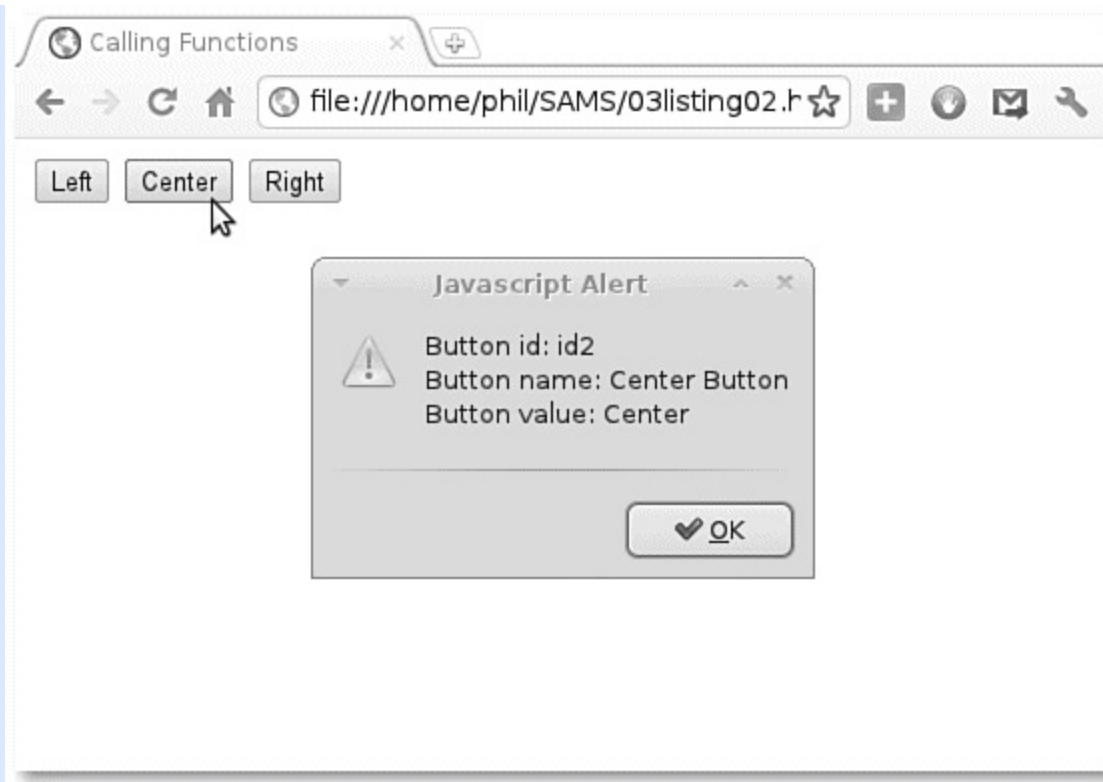 Calling Functions
file:///home/phil/SAMS/03listing02.h
Left Center Right
Javascript Alert
Button id: id2
Button name: Center Button
Button value: Center
OK